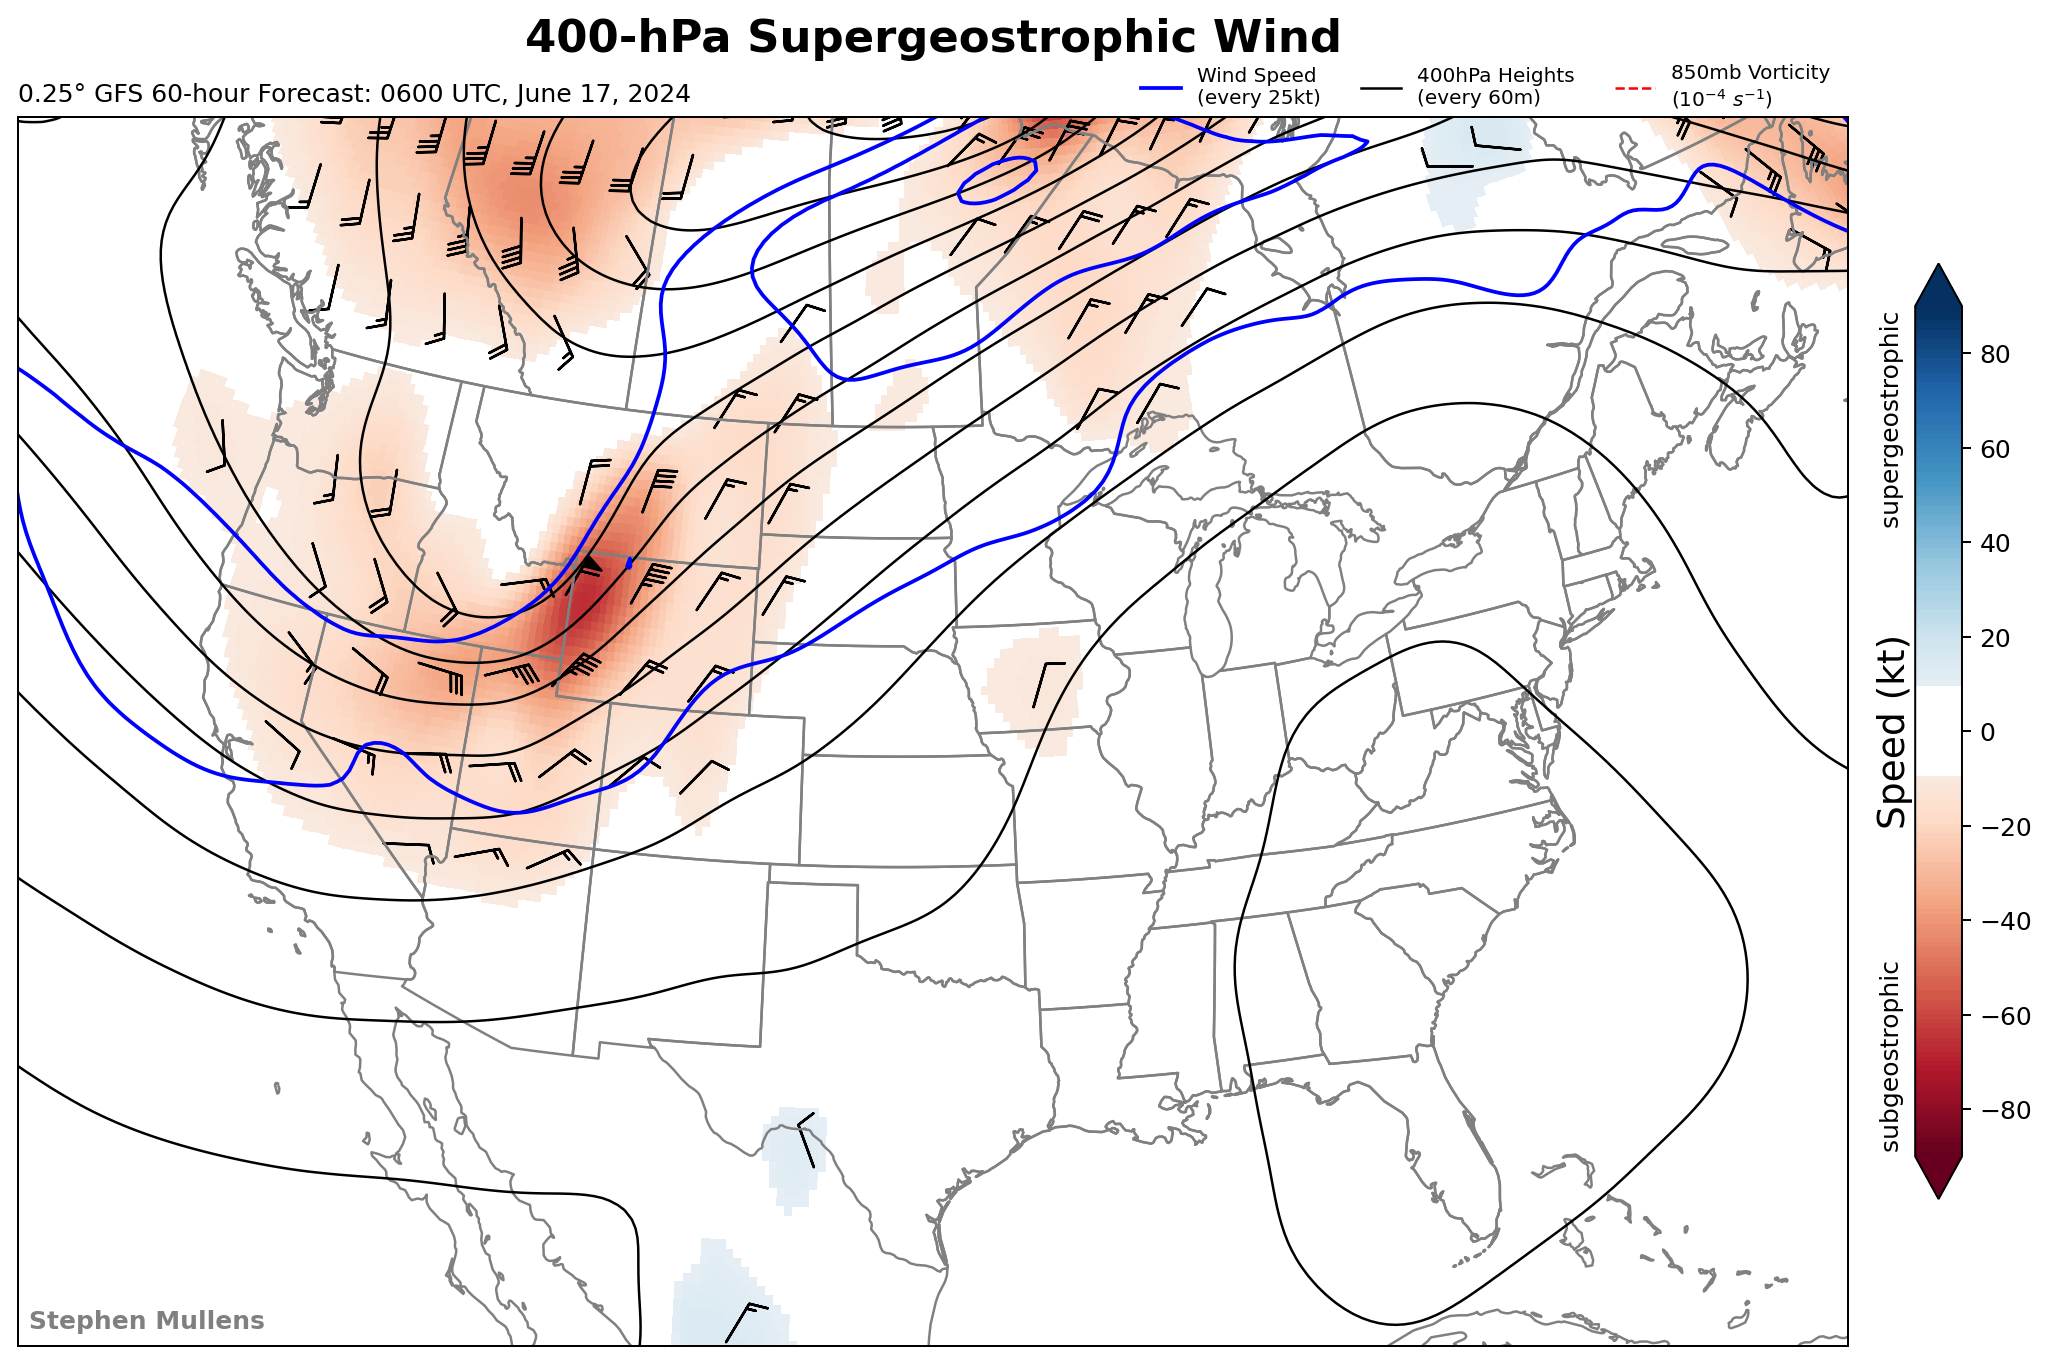 400-hPa Supergeostrophic Wind
0.25° GFS 60-hour Forecast: 0600 UTC, June 17, 2024
Wind Speed
(every 25kt)
400hPa Heights
(every 60m)
850mb Vorticity
(10⁻⁴ s⁻¹)
supergeostrophic
Speed (kt)
subgeostrophic
80
60
40
20
0
−20
−40
−60
−80
Stephen Mullens